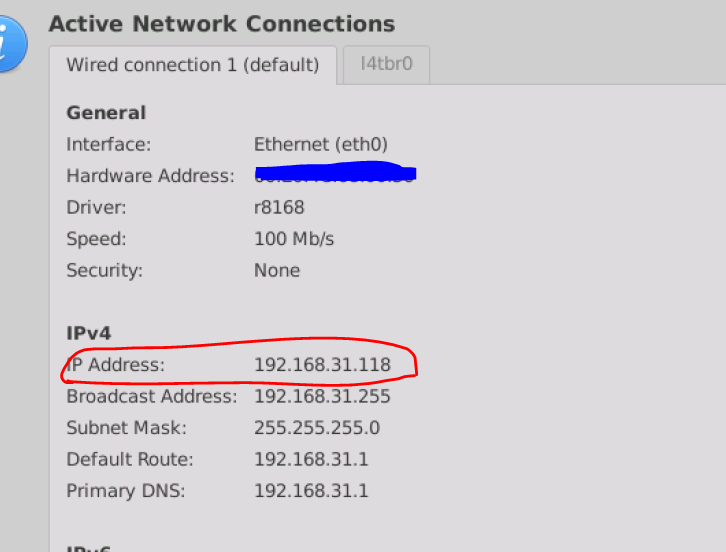 Active Network Connections
Wired connection 1 (default) l4tbr0
General
Interface: Ethernet (eth0)
Hardware Address:
Driver: r8168
Speed: 100 Mb/s
Security: None
IPv4
IP Address: 192.168.31.118
Broadcast Address: 192.168.31.255
Subnet Mask: 255.255.255.0
Default Route: 192.168.31.1
Primary DNS: 192.168.31.1
IPv6